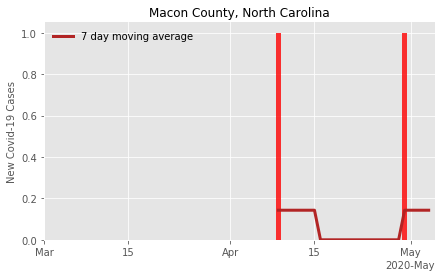 Macon County, North Carolina
7 day moving average
New Covid-19 Cases
1.0
0.8
0.6
0.4
0.2
0.0
Mar 15 Apr 15 May
2020-May